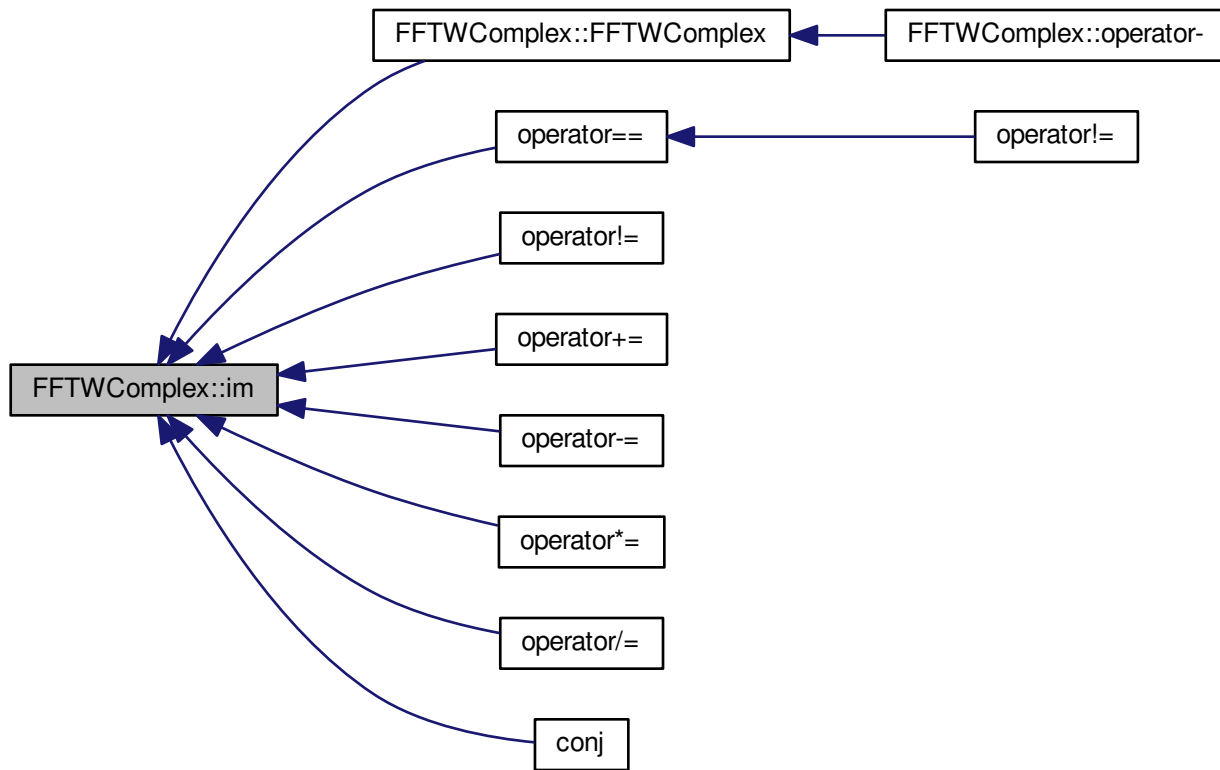 FFTWComplex::FFTWComplex
FFTWComplex::operator-
operator==
operator!=
operator!=
operator+=
FFTWComplex::im
operator-=
operator*=
operator/=
conj